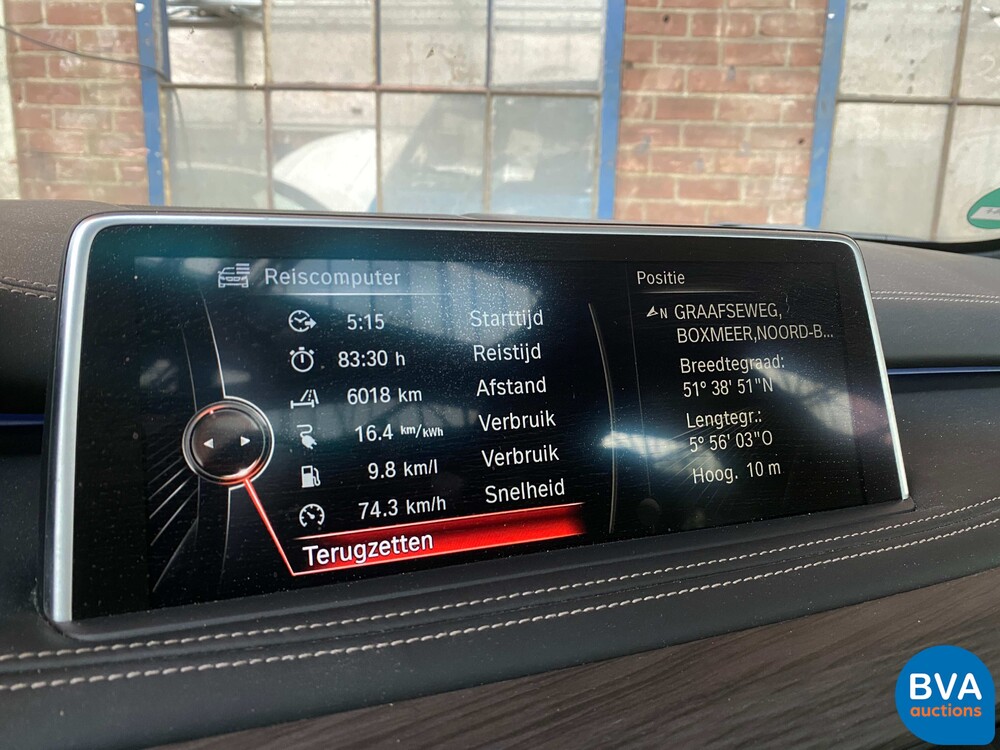 Reiscomputer
5:15 Starttijd
83:30 h Reistijd
6018 km Afstand
16.4 km/kWh Verbruik
9.8 km/l Verbruik
74.3 km/h Snelheid
Terugzetten
Positie
N GRAAFSEWEG,
BOXMEER,NOORD-B...
Breedtegraad:
51° 38' 51"N
Lengtegr.:
5° 56' 03"O
Hoog. 10 m
BVA
auctions